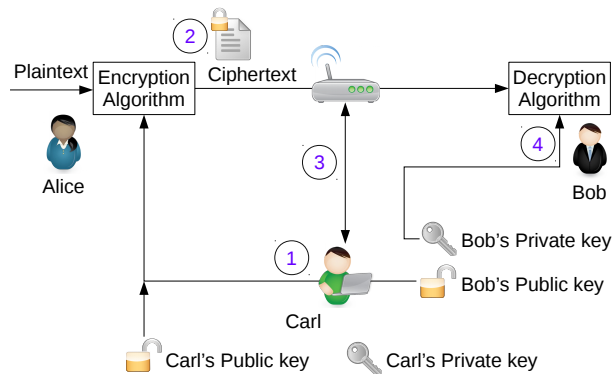 2
Plaintext
Encryption
Algorithm
Ciphertext
Decryption
Algorithm
Alice
3
4
Bob
1
Bob's Private key
Bob's Public key
Carl
Carl's Public key
Carl's Private key